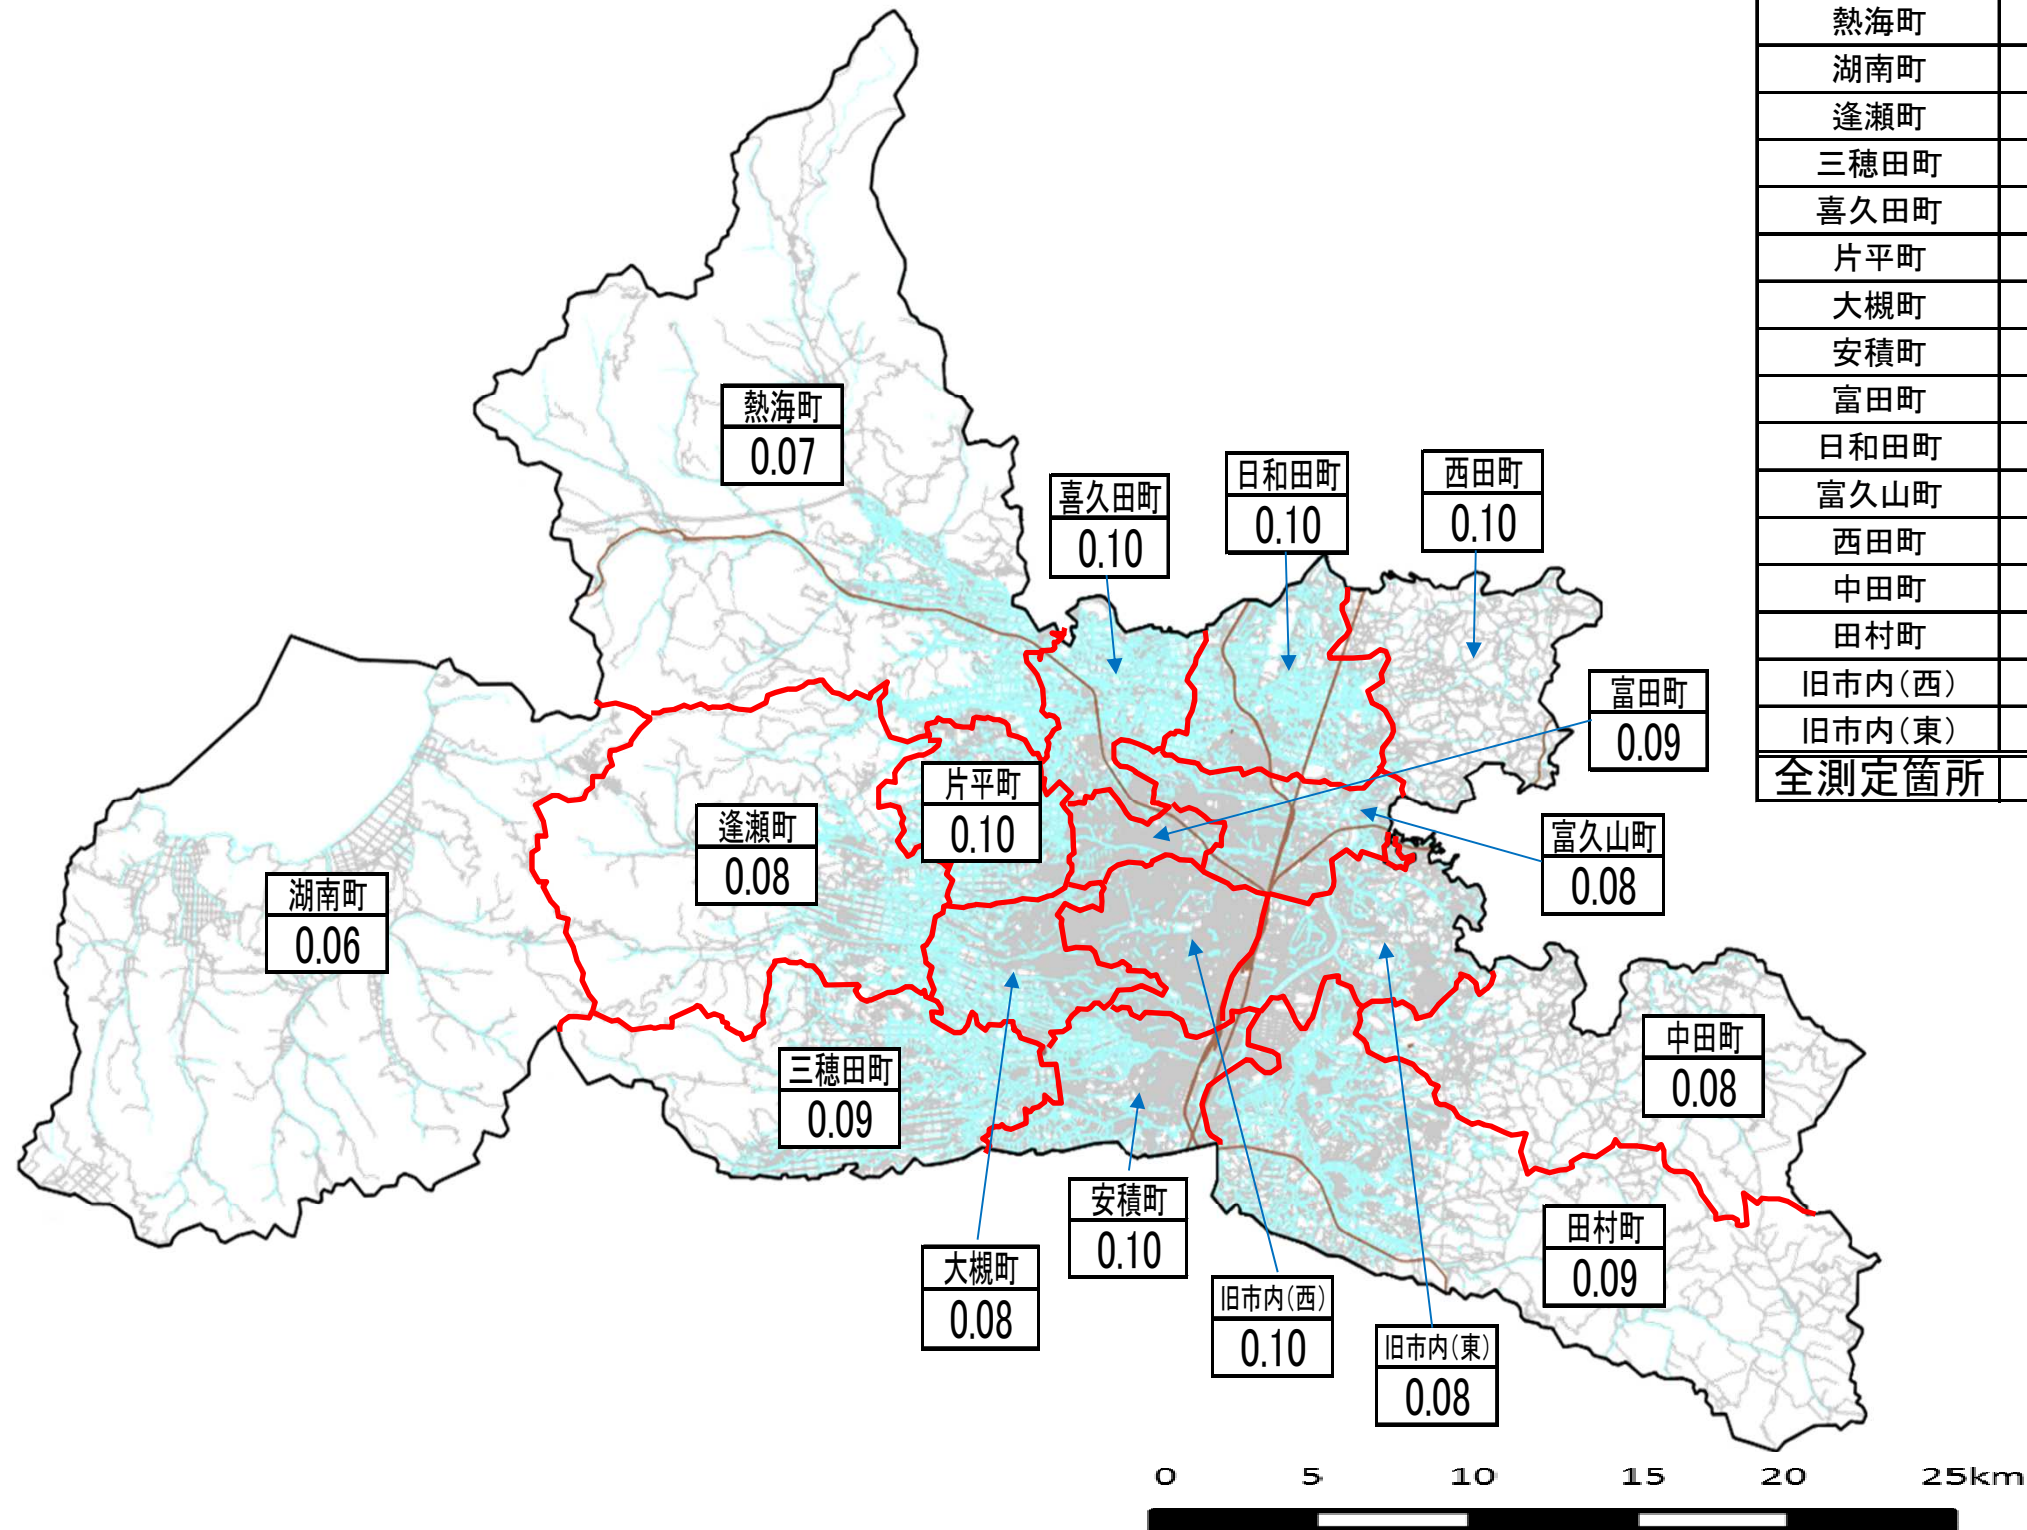 熱海町
湖南町
逢瀬町
三穂田町
喜久田町
片平町
大槻町
安積町
富田町
日和田町
富久山町
西田町
中田町
田村町
旧市内(西)
旧市内(東)
全測定箇所
熱海町
0.07
喜久田町
0.10
日和田町
0.10
西田町
0.10
富田町
0.09
片平町
0.10
逢瀬町
0.08
富久山町
0.08
湖南町
0.06
中田町
0.08
三穂田町
0.09
安積町
0.10
田村町
0.09
大槻町
0.08
旧市内(西)
0.10
旧市内(東)
0.08
0 5 10 15 20 25km